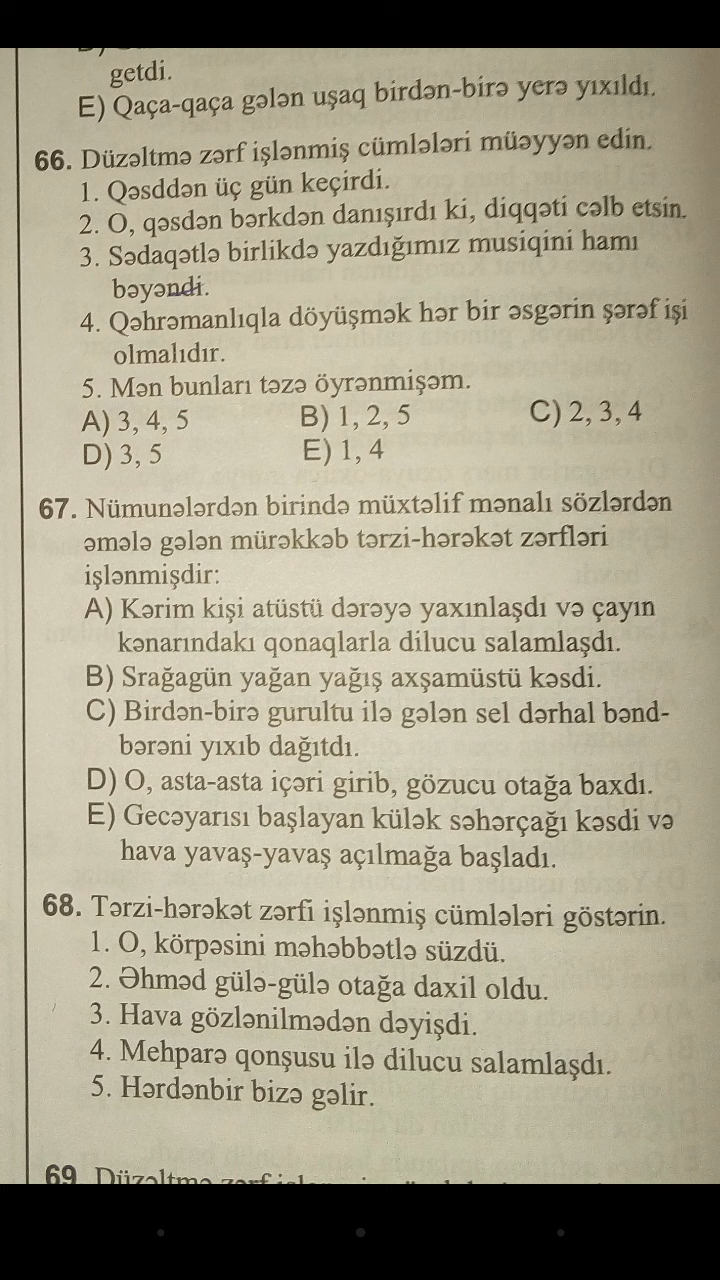 getdi.
E) Qaça-qaça gələn uşaq birdən-birə yerə yıxıldı.
66. Düzəltmə zərf işlənmiş cümlələri müəyyən edin.
1. Qəsddən üç gün keçirdi.
2. O, qəsdən bərkdən danışırdı ki, diqqəti cəlb etsin.
3. Sədaqətlə birlikdə yazdığımız musiqini hamı
bəyəndi.
4. Qəhrəmanlıqla döyüşmək hər bir əsgərin şərəf işi
olmalıdır.
5. Mən bunları təzə öyrənmişəm.
A) 3, 4, 5 B) 1, 2, 5 C) 2, 3, 4
D) 3, 5 E) 1, 4
67. Nümunələrdən birində müxtəlif mənalı sözlərdən
əmələ gələn mürəkkəb tərzi-hərəkət zərfləri
işlənmişdir:
A) Kərim kişi atüstü dərəyə yaxınlaşdı və çayın
kənarındakı qonaqlarla dilucu salamlaşdı.
B) Srağagün yağan yağış axşamüstü kəsdi.
C) Birdən-birə gurultu ilə gələn sel dərhal bənd-
bərəni yıxıb dağıtdı.
D) O, asta-asta içəri girib, gözucu otağa baxdı.
E) Gecəyarısı başlayan külək səhərçağı kəsdi və
hava yavaş-yavaş açılmağa başladı.
68. Tərzi-hərəkət zərfi işlənmiş cümlələri göstərin.
1. O, körpəsini məhəbbətlə süzdü.
2. Əhməd gülə-gülə otağa daxil oldu.
3. Hava gözlənilmədən dəyişdi.
4. Mehparə qonşusu ilə dilucu salamlaşdı.
5. Hərdənbir bizə gəlir.
69 Düzəltmə zərf